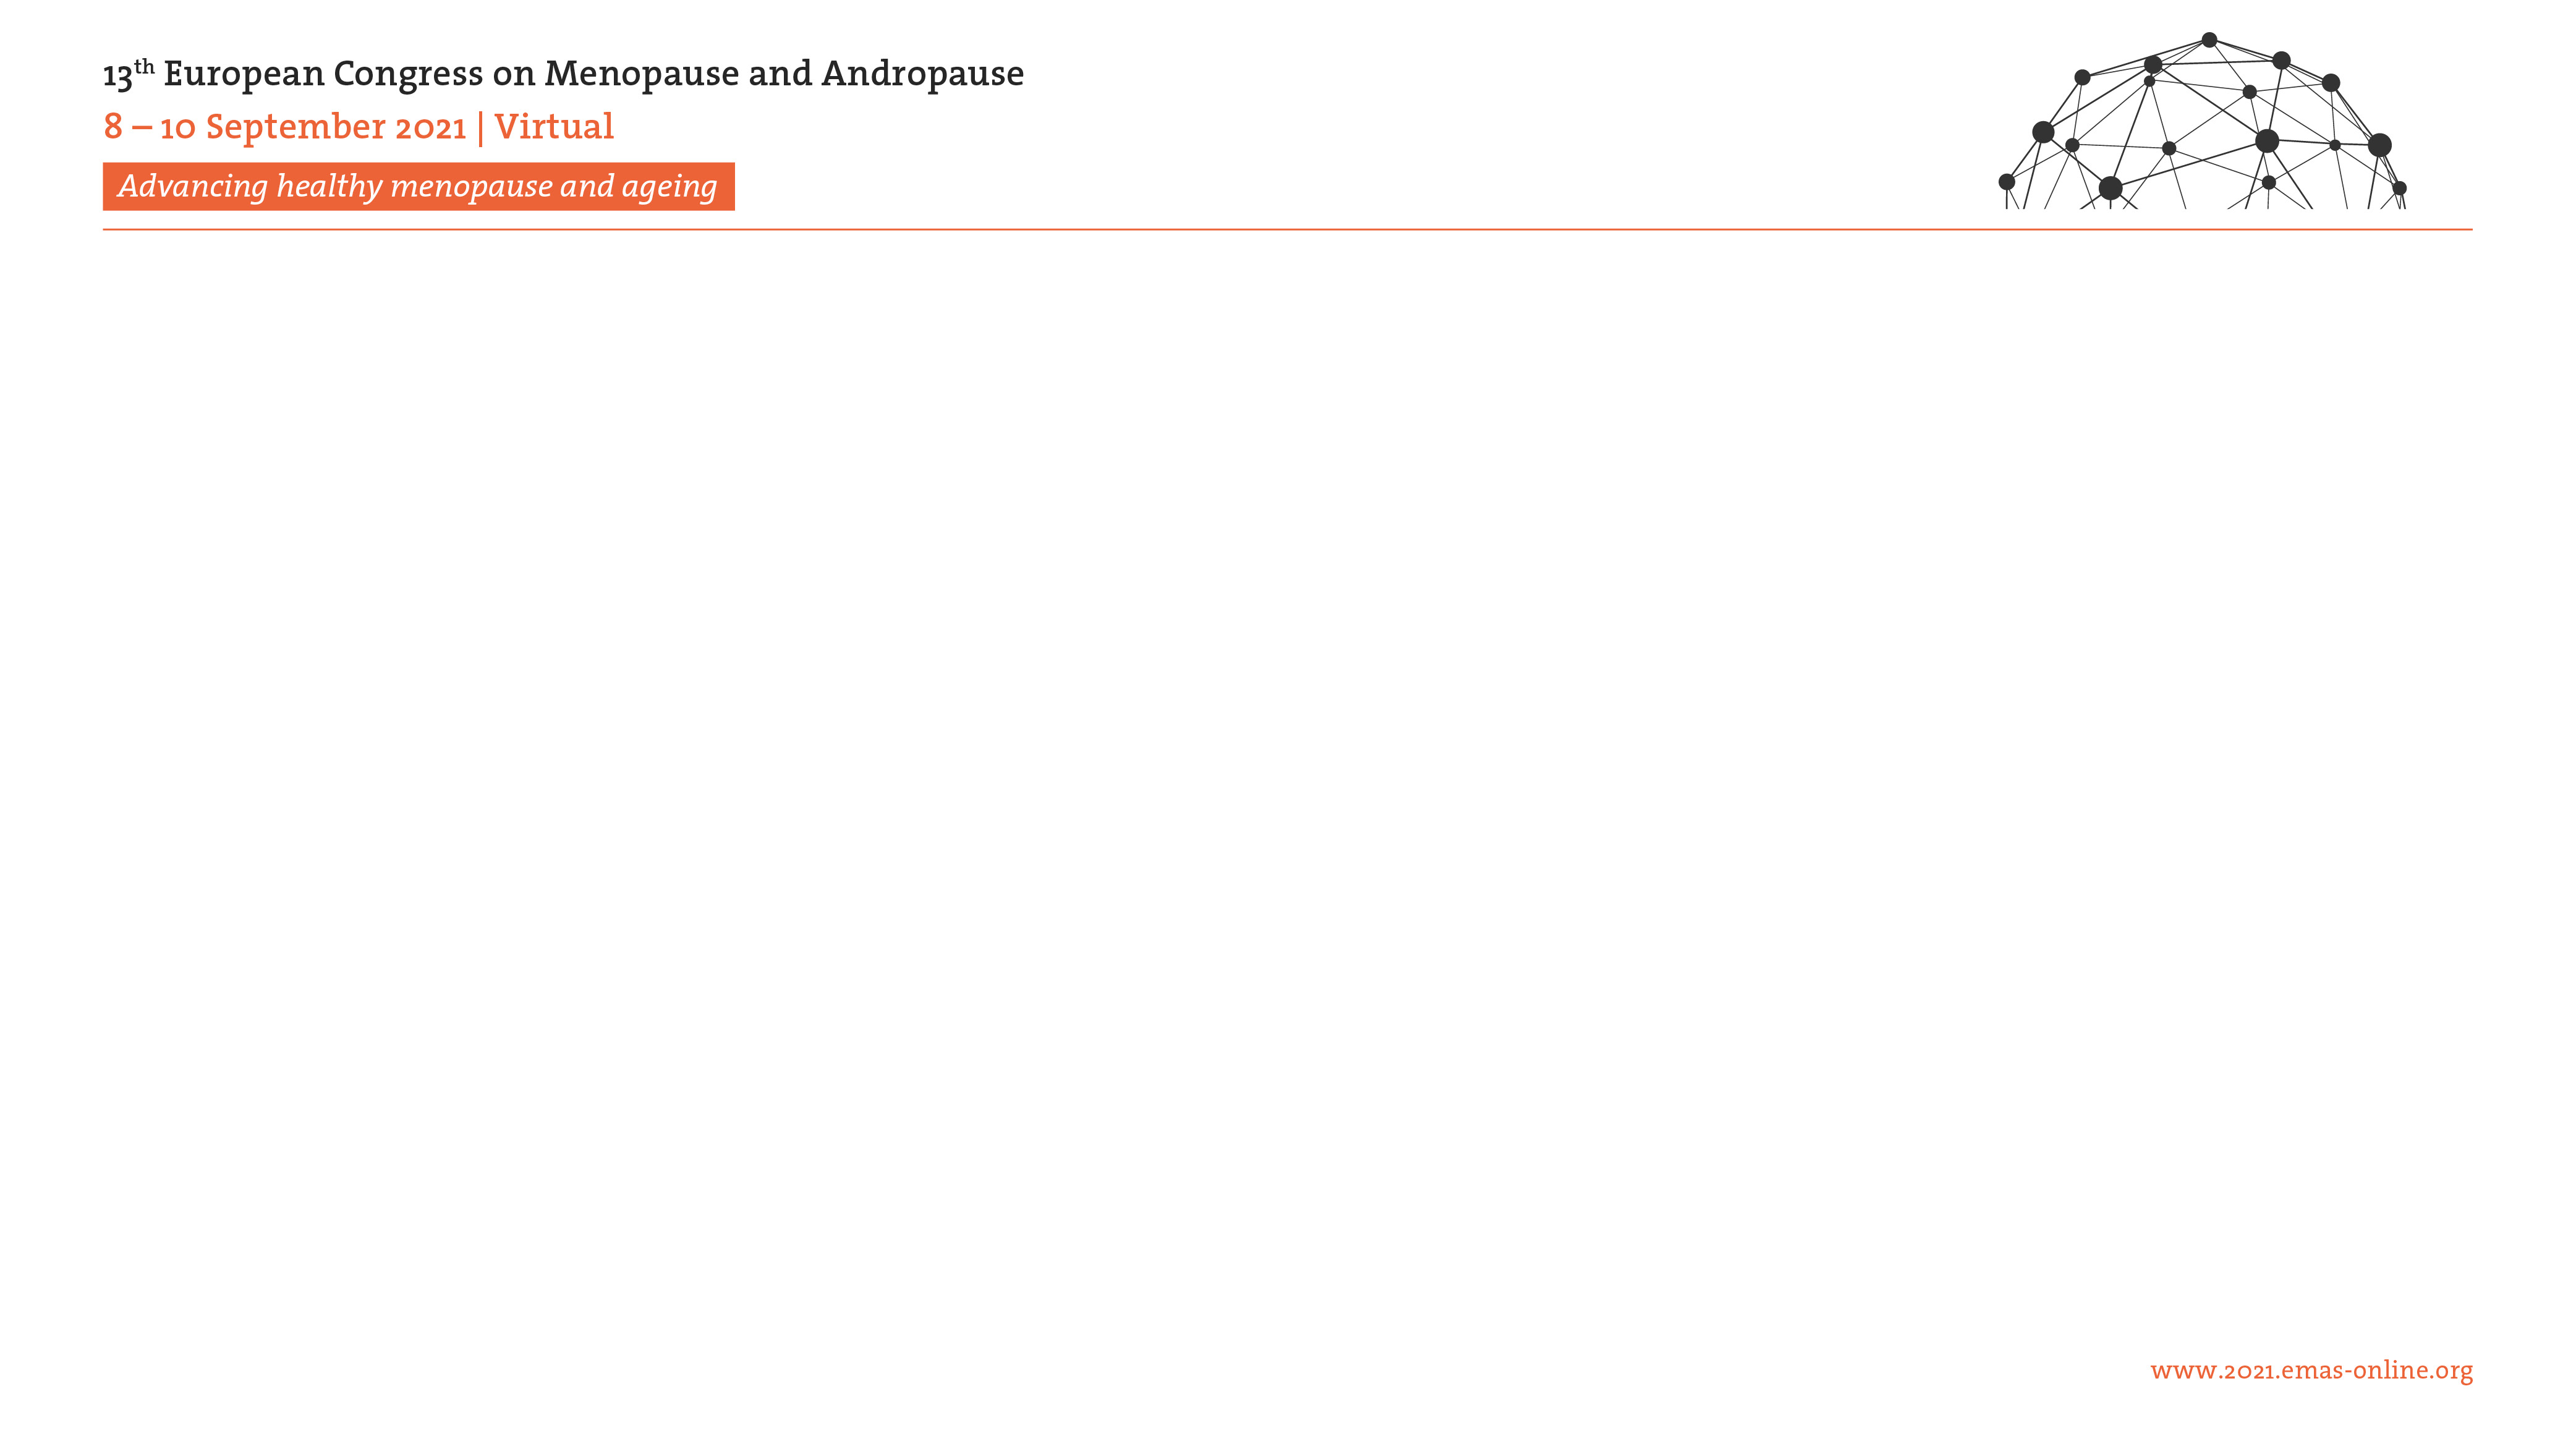 13th European Congress on Menopause and Andropause
8 – 10 September 2021 | Virtual
Advancing healthy menopause and ageing
www.2021.emas-online.org